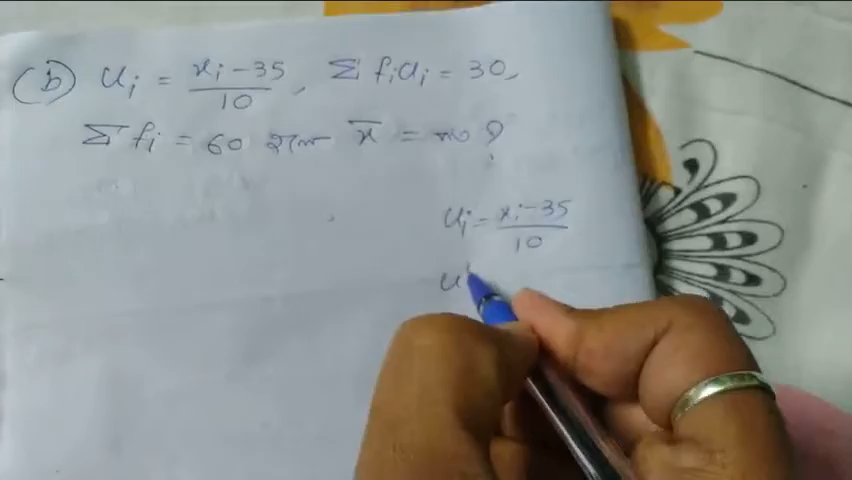 (b) ui = xi-35/10, Σ fiui = 30,
Σ fi = 60 হলে x̄ = কত ?
ui = xi-35/10
u